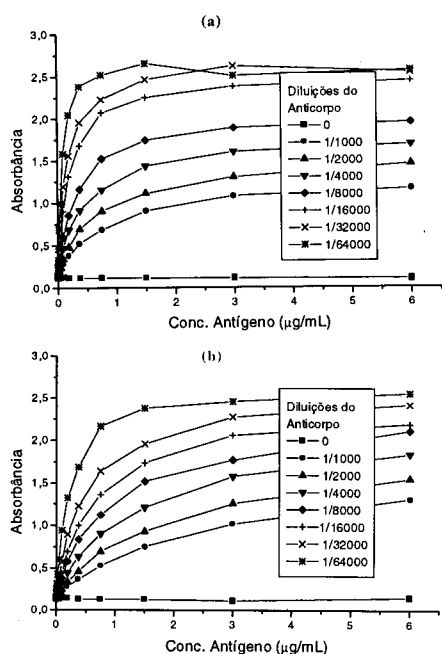 (a)
3,0
2,5
2,0
1,5
1,0
0,5
0,0
Absorbância
Diluições do
Anticorpo
0
1/1000
1/2000
1/4000
1/8000
1/16000
1/32000
1/64000
0 1 2 3 4 5 6
Conc. Antígeno (μg/mL)
(b)
3,0
2,5
2,0
1,5
1,0
0,5
0,0
Absorbância
Diluições do
Anticorpo
0
1/1000
1/2000
1/4000
1/8000
1/16000
1/32000
1/64000
0 1 2 3 4 5 6
Conc. Antígeno (μg/mL)